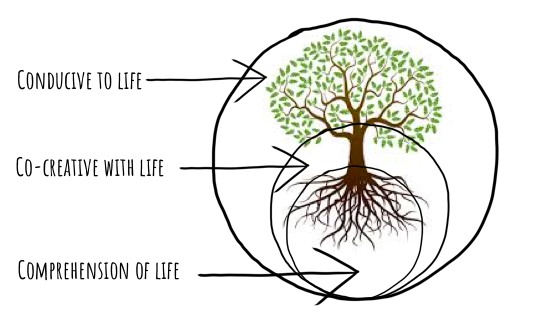 Conducive to life
Co-creative with life
Comprehension of life